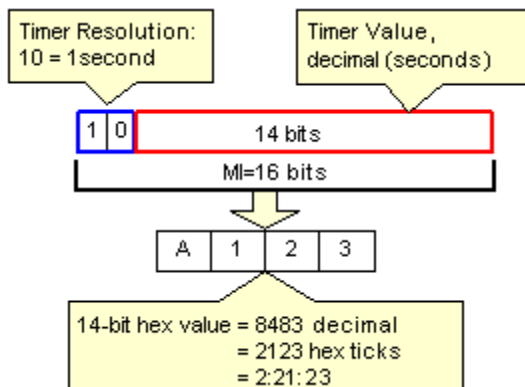 Timer Resolution:
10 = 1second
Timer Value,
decimal (seconds)
1 0 14 bits
MI=16 bits
A 1 2 3
14-bit hex value = 8483 decimal
= 2123 hex ticks
= 2:21:23